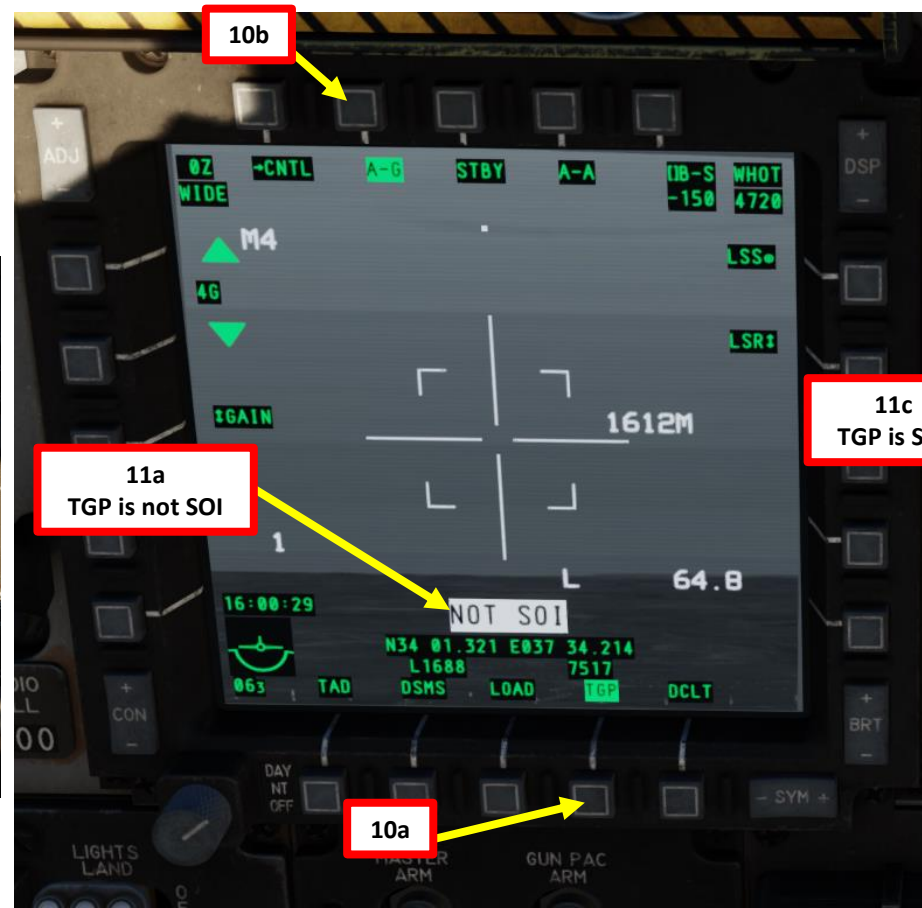 10b
+
ADJ
-
+
DSP
-
0Z →CNTL A-G STBY A-A B-S WHOT
WIDE -150 4720
M4
LSS●
4G
LSR↕
↕GAIN
1612M
11c
TGP is S
11a
TGP is not SOI
1
L 64.8
16:00:29
NOT SOI
N34 01.321 E037 34.214
L1688 7517
063 TAD DSMS LOAD TGP DCLT
DIO
LL
00
+
CON
-
+
BRT
-
DAY
NT
OFF
- SYM +
10a
LIGHTS
LAND
MASTER
ARM
GUN PAC
ARM